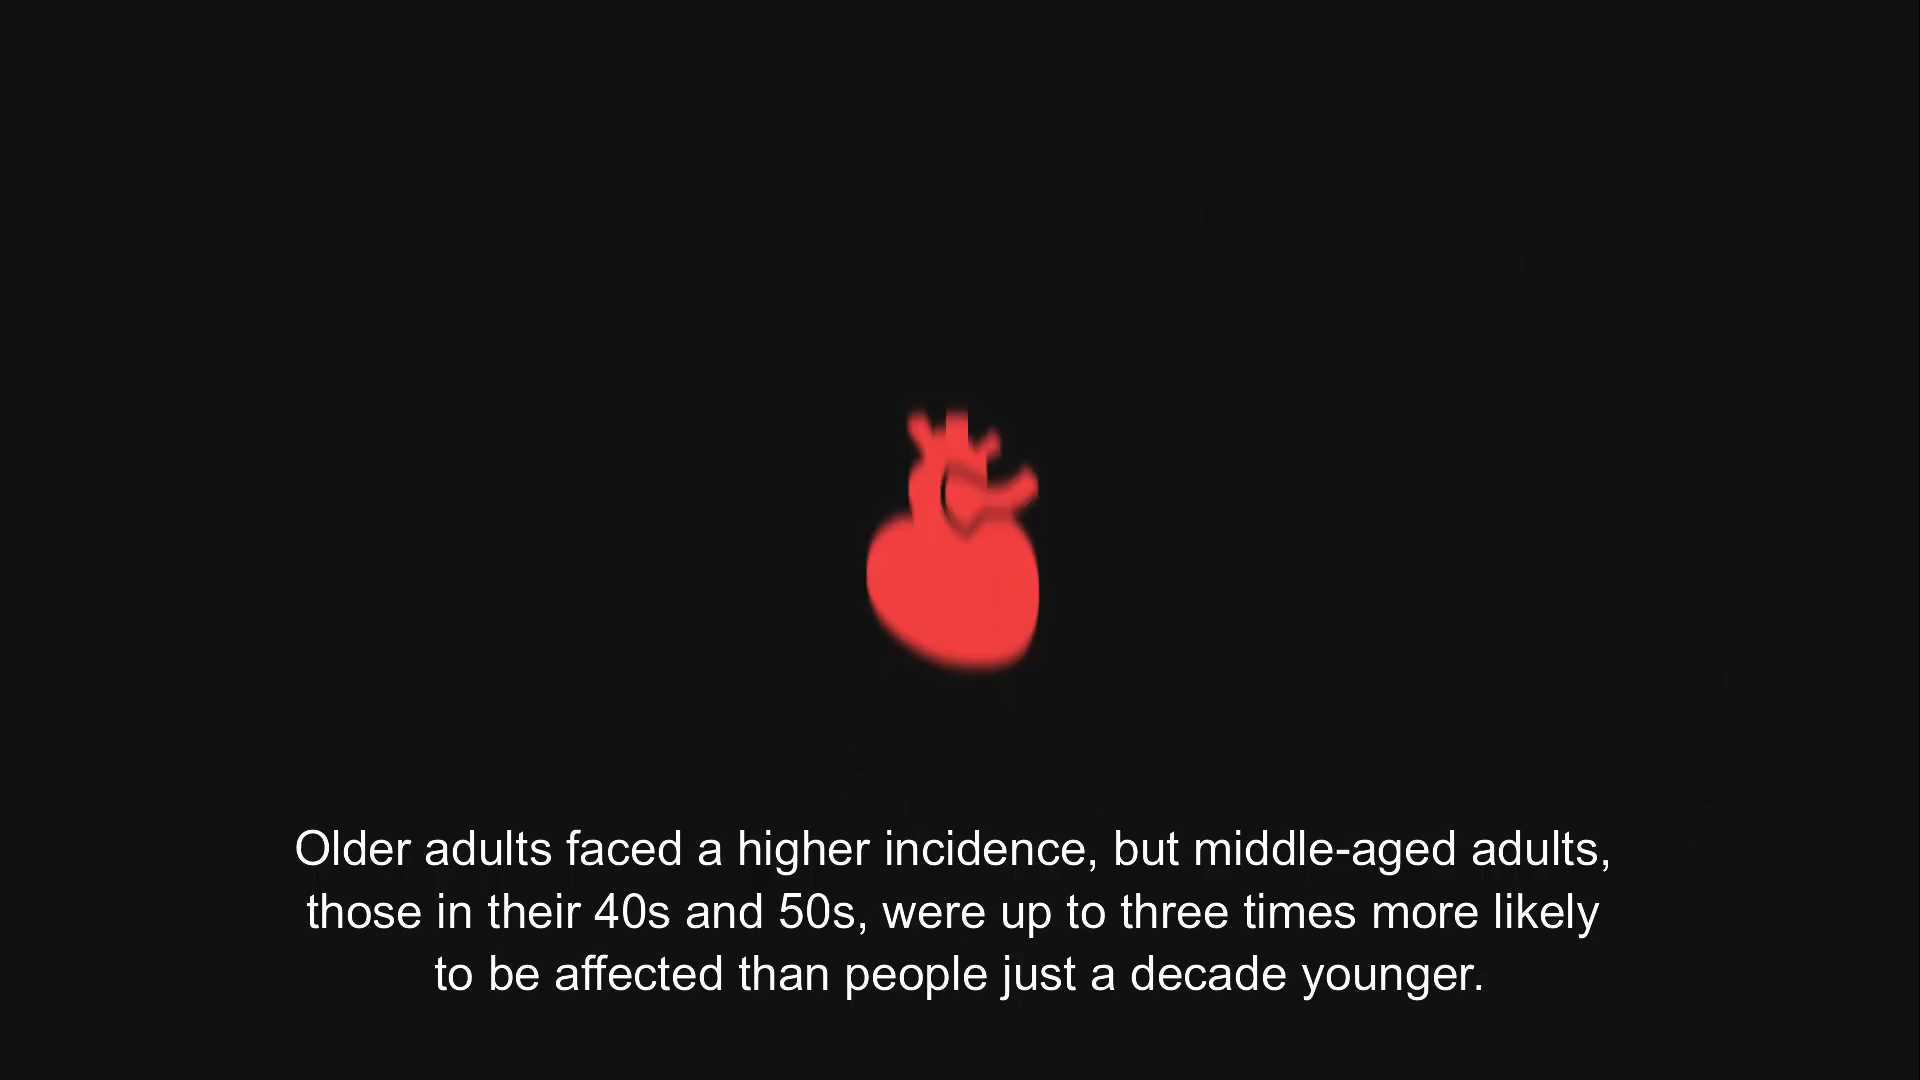 Older adults faced a higher incidence, but middle-aged adults,
those in their 40s and 50s, were up to three times more likely
to be affected than people just a decade younger.